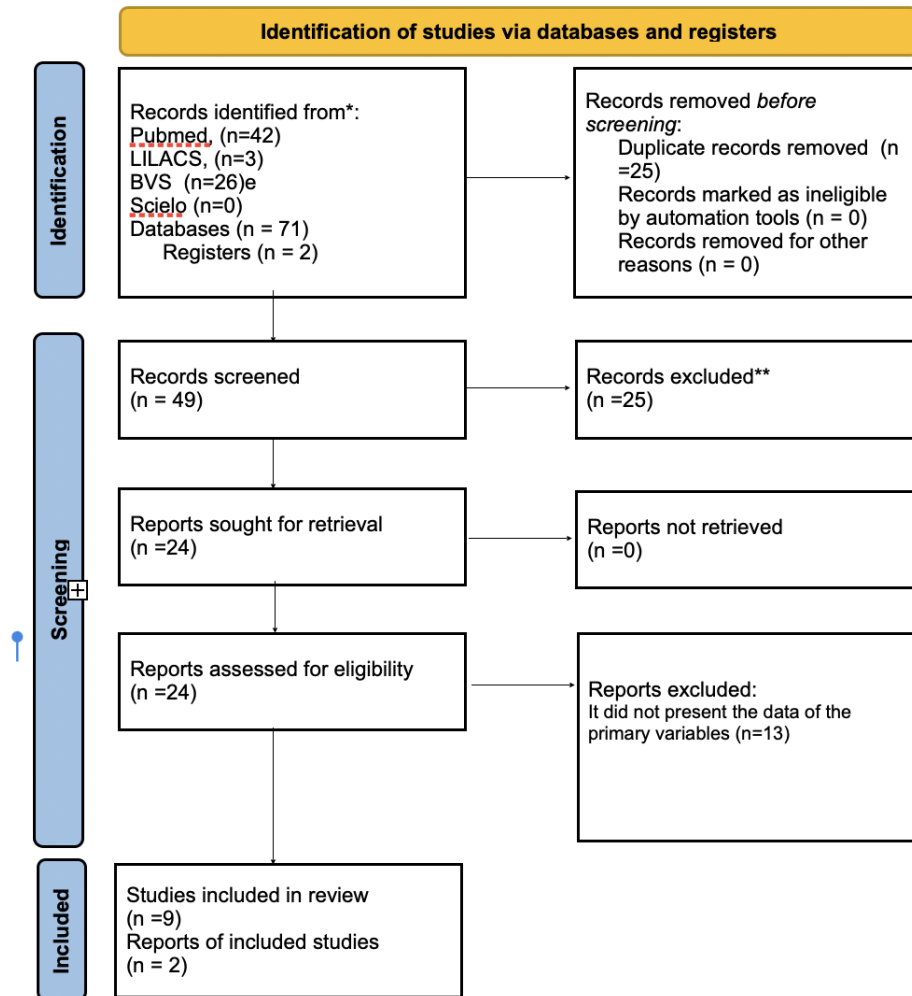 Identification of studies via databases and registers
Identification
Records identified from*:
Pubmed, (n=42)
LILACS, (n=3)
BVS (n=26)e
Scielo (n=0)
Databases (n = 71)
Registers (n = 2)
Records removed before
screening:
Duplicate records removed (n
=25)
Records marked as ineligible
by automation tools (n = 0)
Records removed for other
reasons (n = 0)
Screening
Records screened
(n = 49)
Records excluded**
(n =25)
Reports sought for retrieval
(n =24)
Reports not retrieved
(n =0)
Reports assessed for eligibility
(n =24)
Reports excluded:
It did not present the data of the
primary variables (n=13)
Included
Studies included in review
(n =9)
Reports of included studies
(n = 2)